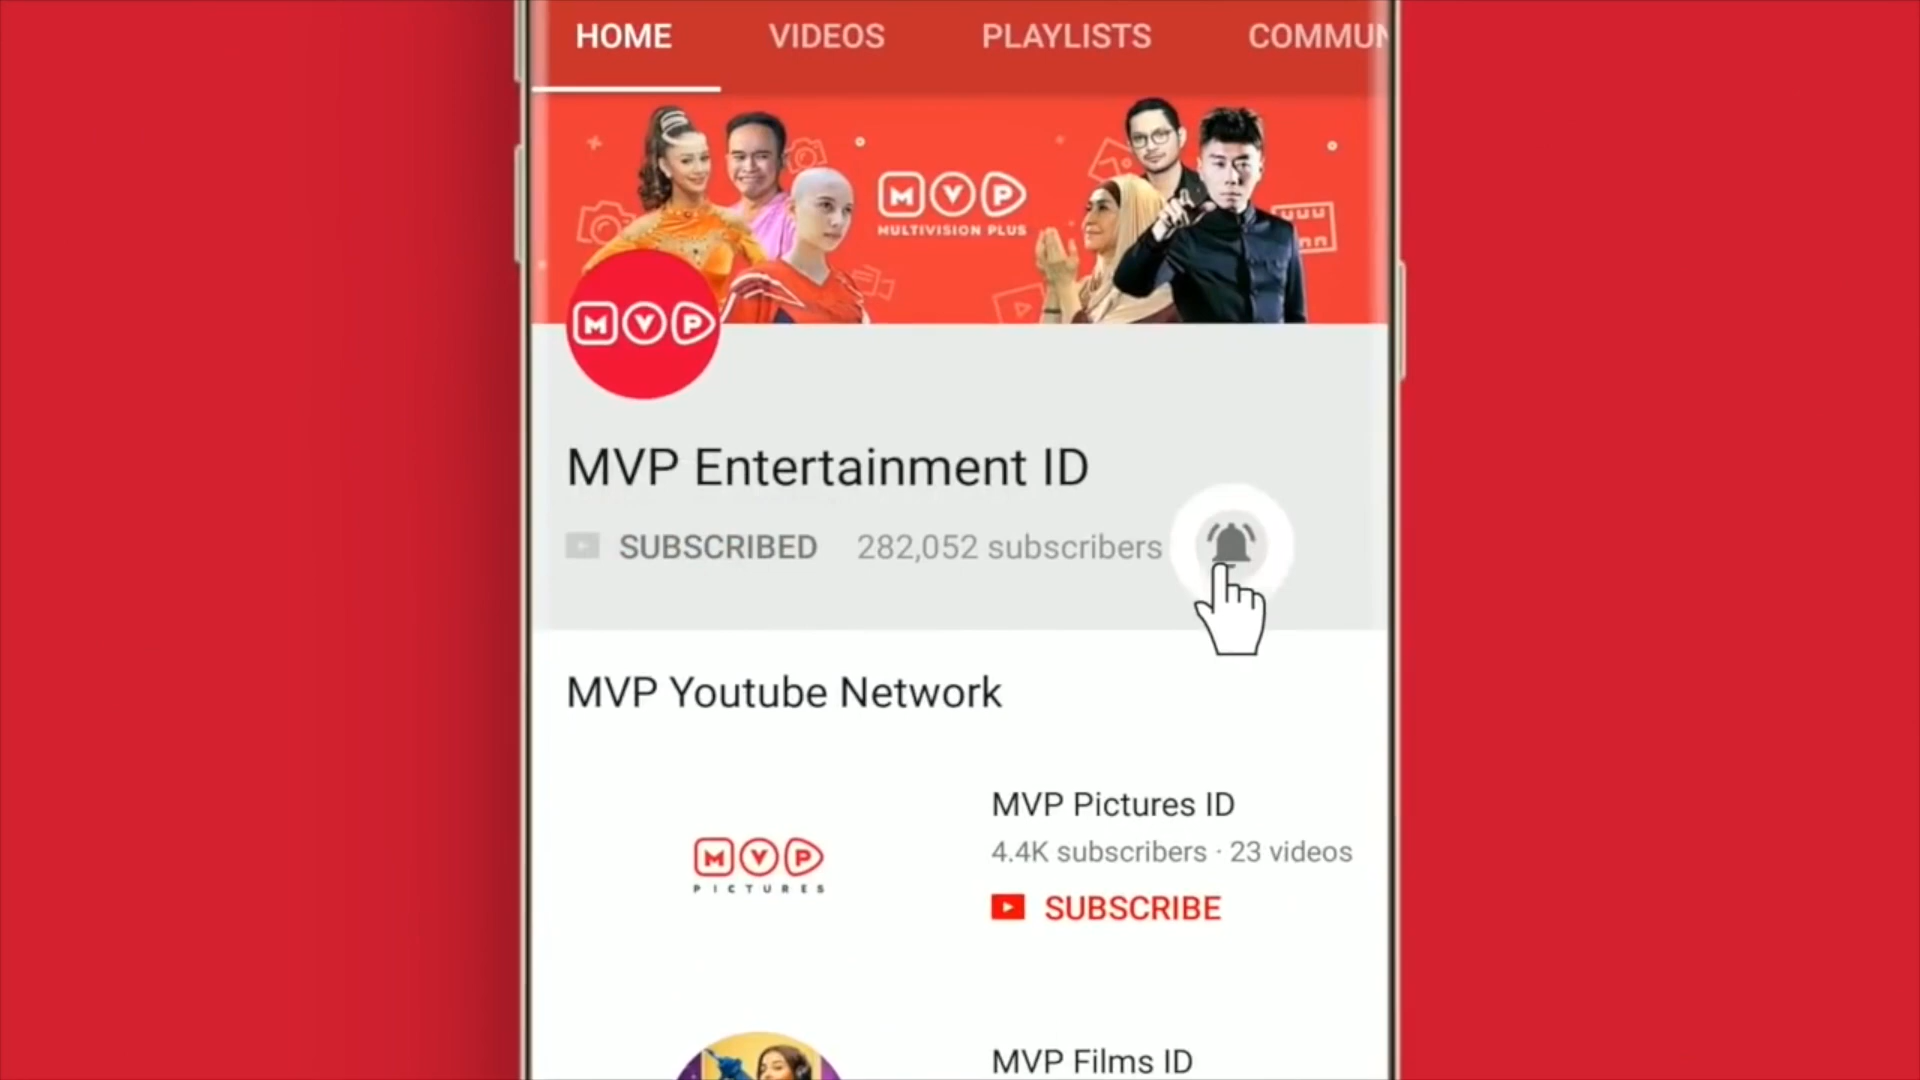 HOME VIDEOS PLAYLISTS COMMUN
MVP
MULTIVISION PLUS
MVP
MVP Entertainment ID
SUBSCRIBED 282,052 subscribers
MVP Youtube Network
MVP Pictures ID
4.4K subscribers · 23 videos
MVP
PICTURES
SUBSCRIBE
MVP Films ID